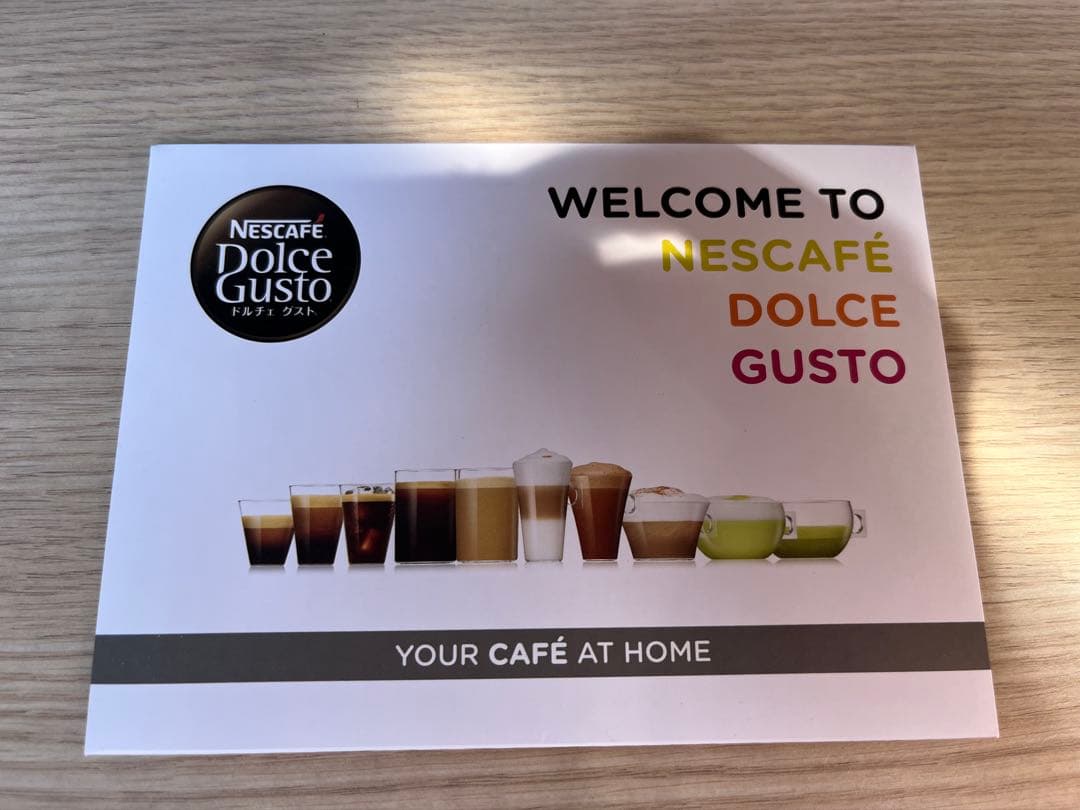 NESCAFÉ
Dolce
Gusto
ドルチェ グスト
WELCOME TO
NESCAFÉ
DOLCE
GUSTO
YOUR CAFÉ AT HOME